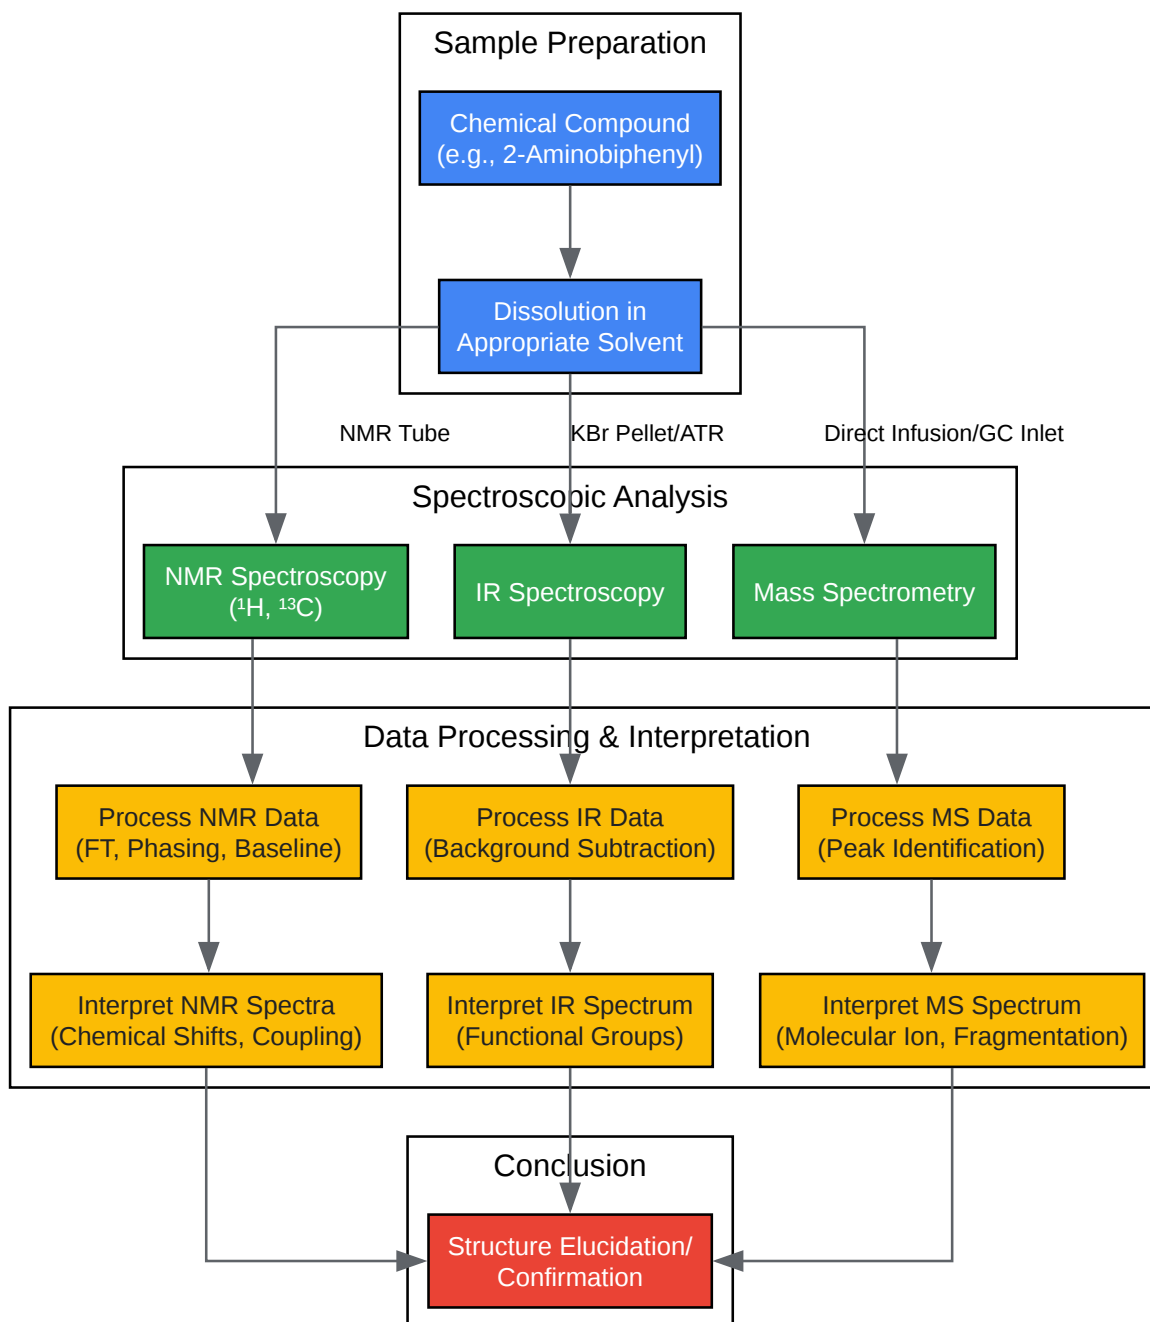 Sample Preparation
Chemical Compound
(e.g., 2-Aminobiphenyl)
Dissolution in
Appropriate Solvent
NMR Tube
KBr Pellet/ATR
Direct Infusion/GC Inlet
Spectroscopic Analysis
NMR Spectroscopy
(¹H, ¹³C)
IR Spectroscopy
Mass Spectrometry
Data Processing & Interpretation
Process NMR Data
(FT, Phasing, Baseline)
Process IR Data
(Background Subtraction)
Process MS Data
(Peak Identification)
Interpret NMR Spectra
(Chemical Shifts, Coupling)
Interpret IR Spectrum
(Functional Groups)
Interpret MS Spectrum
(Molecular Ion, Fragmentation)
Conclusion
Structure Elucidation/
Confirmation